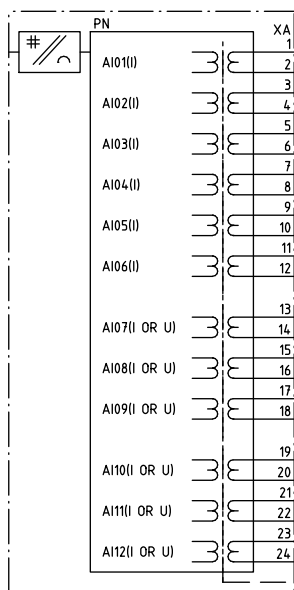 PN XA
#
1
AI01(I) 2
3
AI02(I) 4
5
AI03(I) 6
7
AI04(I) 8
9
AI05(I) 10
11
AI06(I) 12
13
AI07(I OR U) 14
15
AI08(I OR U) 16
17
AI09(I OR U) 18
19
AI10(I OR U) 20
21
AI11(I OR U) 22
23
AI12(I OR U) 24